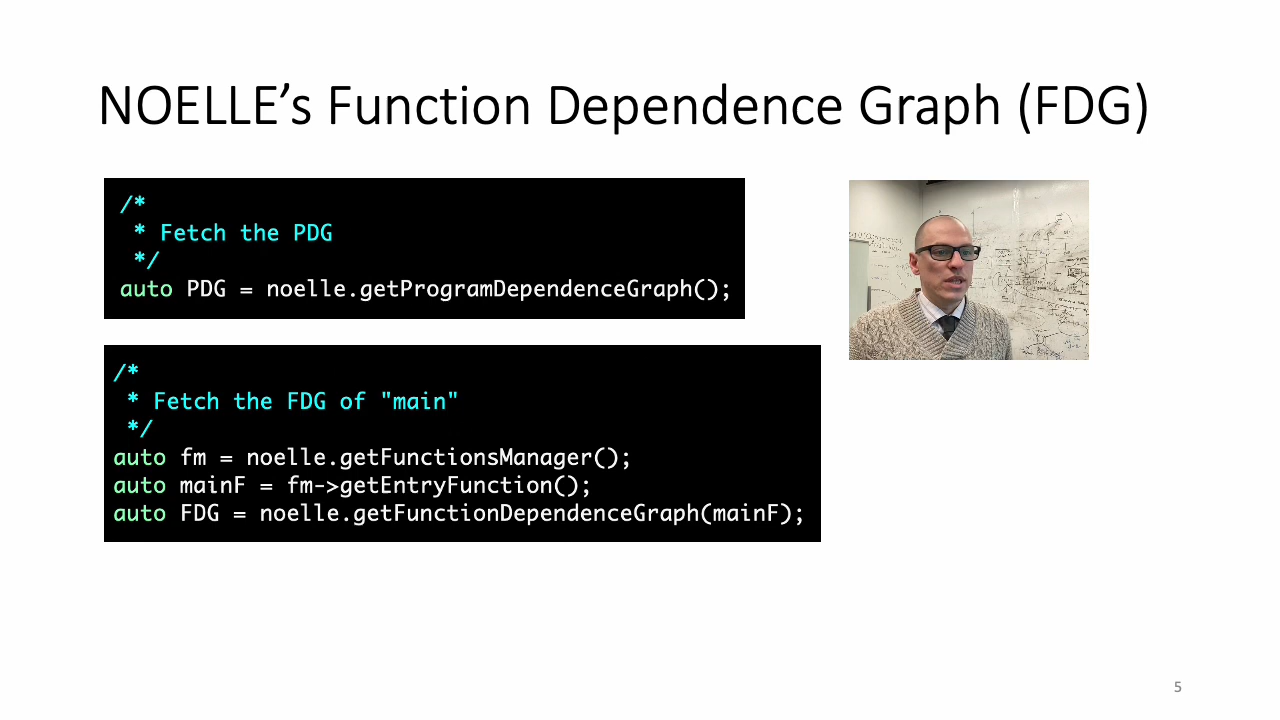 NOELLE’s Function Dependence Graph (FDG)
/*
* Fetch the PDG
*/
auto PDG = noelle.getProgramDependenceGraph();
/*
* Fetch the FDG of "main"
*/
auto fm = noelle.getFunctionsManager();
auto mainF = fm->getEntryFunction();
auto FDG = noelle.getFunctionDependenceGraph(mainF);
5